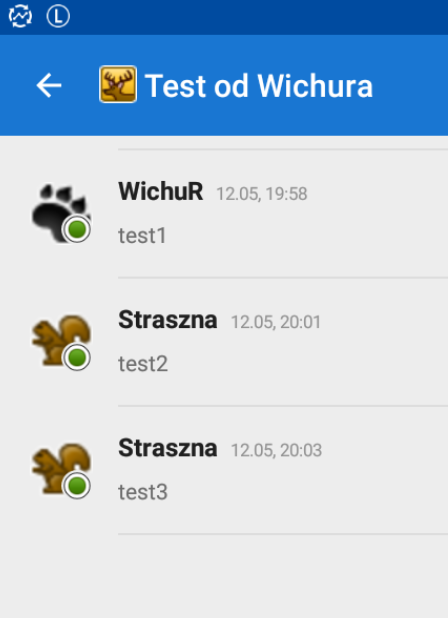 L
Test od Wichura
WichuR 12.05, 19:58
test1
Straszna 12.05, 20:01
test2
Straszna 12.05, 20:03
test3